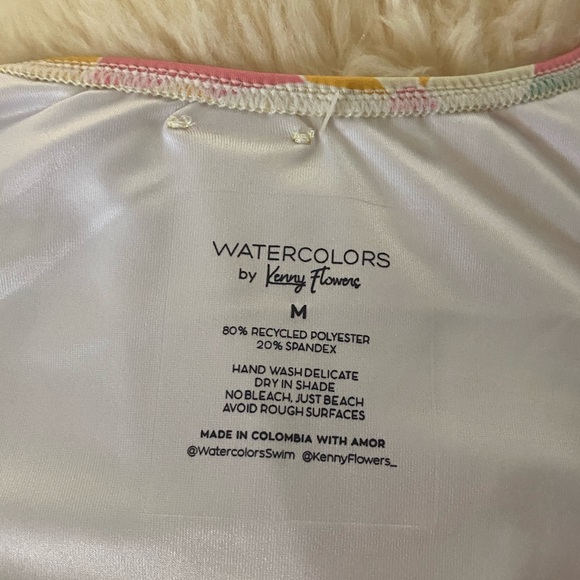 WATERCOLORS
by Kenny Flowers
M
80% RECYCLED POLYESTER
20% SPANDEX
HAND WASH DELICATE
DRY IN SHADE
NO BLEACH, JUST BEACH
AVOID ROUGH SURFACES
MADE IN COLOMBIA WITH AMOR
@WatercolorsSwim @KennyFlowers_